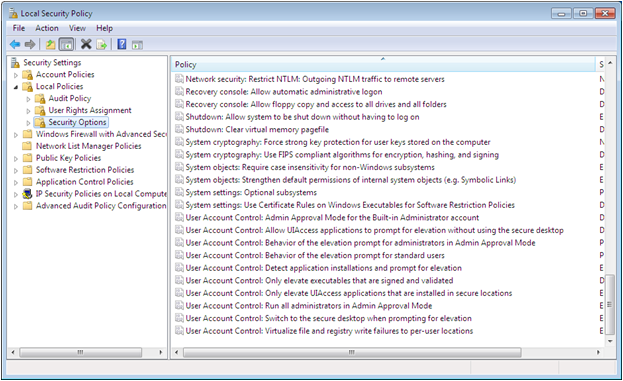 Local Security Policy
File Action View Help
Security Settings
Account Policies
Local Policies
Audit Policy
User Rights Assignment
Security Options
Windows Firewall with Advanced Secu
Network List Manager Policies
Public Key Policies
Software Restriction Policies
Application Control Policies
IP Security Policies on Local Compute
Advanced Audit Policy Configuration
Policy S
Network security: Restrict NTLM: Outgoing NTLM traffic to remote servers N
Recovery console: Allow automatic administrative logon D
Recovery console: Allow floppy copy and access to all drives and all folders D
Shutdown: Allow system to be shut down without having to log on E
Shutdown: Clear virtual memory pagefile D
System cryptography: Force strong key protection for user keys stored on the computer N
System cryptography: Use FIPS compliant algorithms for encryption, hashing, and signing D
System objects: Require case insensitivity for non-Windows subsystems E
System objects: Strengthen default permissions of internal system objects (e.g. Symbolic Links) E
System settings: Optional subsystems P
System settings: Use Certificate Rules on Windows Executables for Software Restriction Policies D
User Account Control: Admin Approval Mode for the Built-in Administrator account D
User Account Control: Allow UIAccess applications to prompt for elevation without using the secure desktop D
User Account Control: Behavior of the elevation prompt for administrators in Admin Approval Mode P
User Account Control: Behavior of the elevation prompt for standard users P
User Account Control: Detect application installations and prompt for elevation E
User Account Control: Only elevate executables that are signed and validated D
User Account Control: Only elevate UIAccess applications that are installed in secure locations E
User Account Control: Run all administrators in Admin Approval Mode E
User Account Control: Switch to the secure desktop when prompting for elevation E
User Account Control: Virtualize file and registry write failures to per-user locations E